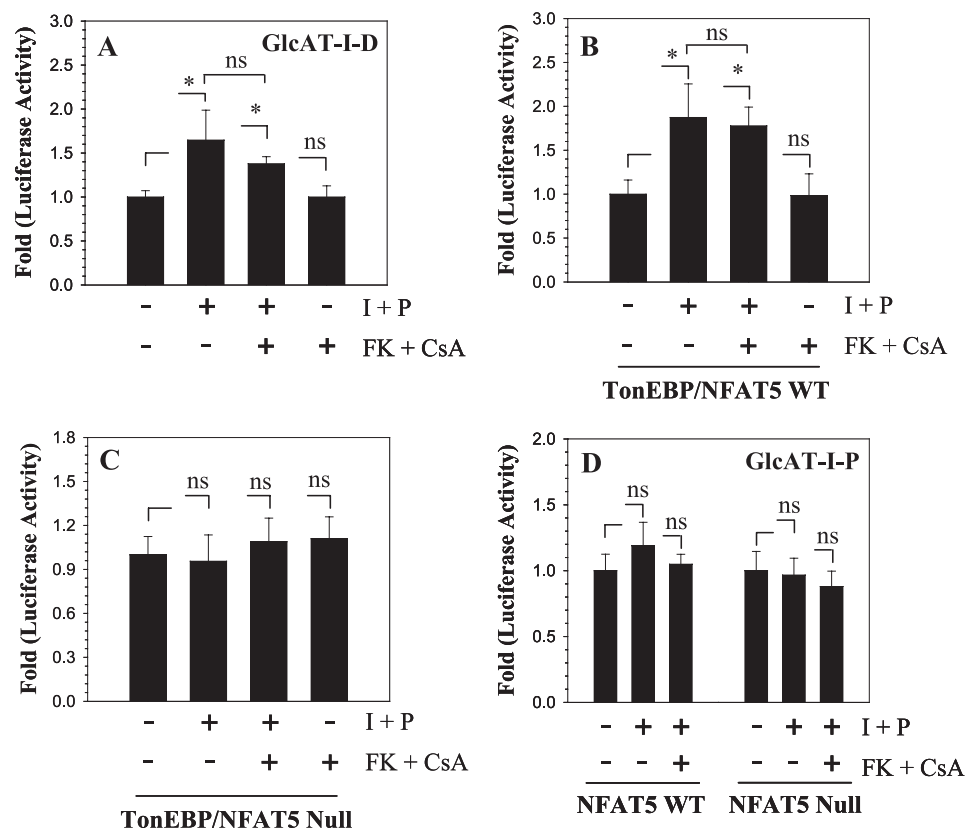 A
GlcAT-I-D
Fold (Luciferase Activity)
3.0
2.5
2.0
1.5
1.0
0.5
0.0
ns
* * ns
- + + - I + P
- - + + FK + CsA
B
Fold (Luciferase Activity)
3.0
2.5
2.0
1.5
1.0
0.5
0.0
ns
* * ns
- + + - I + P
- - + + FK + CsA
TonEBP/NFAT5 WT
C
Fold (Luciferase Activity)
1.8
1.5
1.2
0.9
0.6
0.3
0.0
ns ns ns
- + + - I + P
- - + + FK + CsA
TonEBP/NFAT5 Null
D
GlcAT-I-P
Fold (Luciferase Activity)
2.0
1.5
1.0
0.5
0.0
ns ns ns ns
- + + - + + I + P
- - + - - + FK + CsA
NFAT5 WT NFAT5 Null